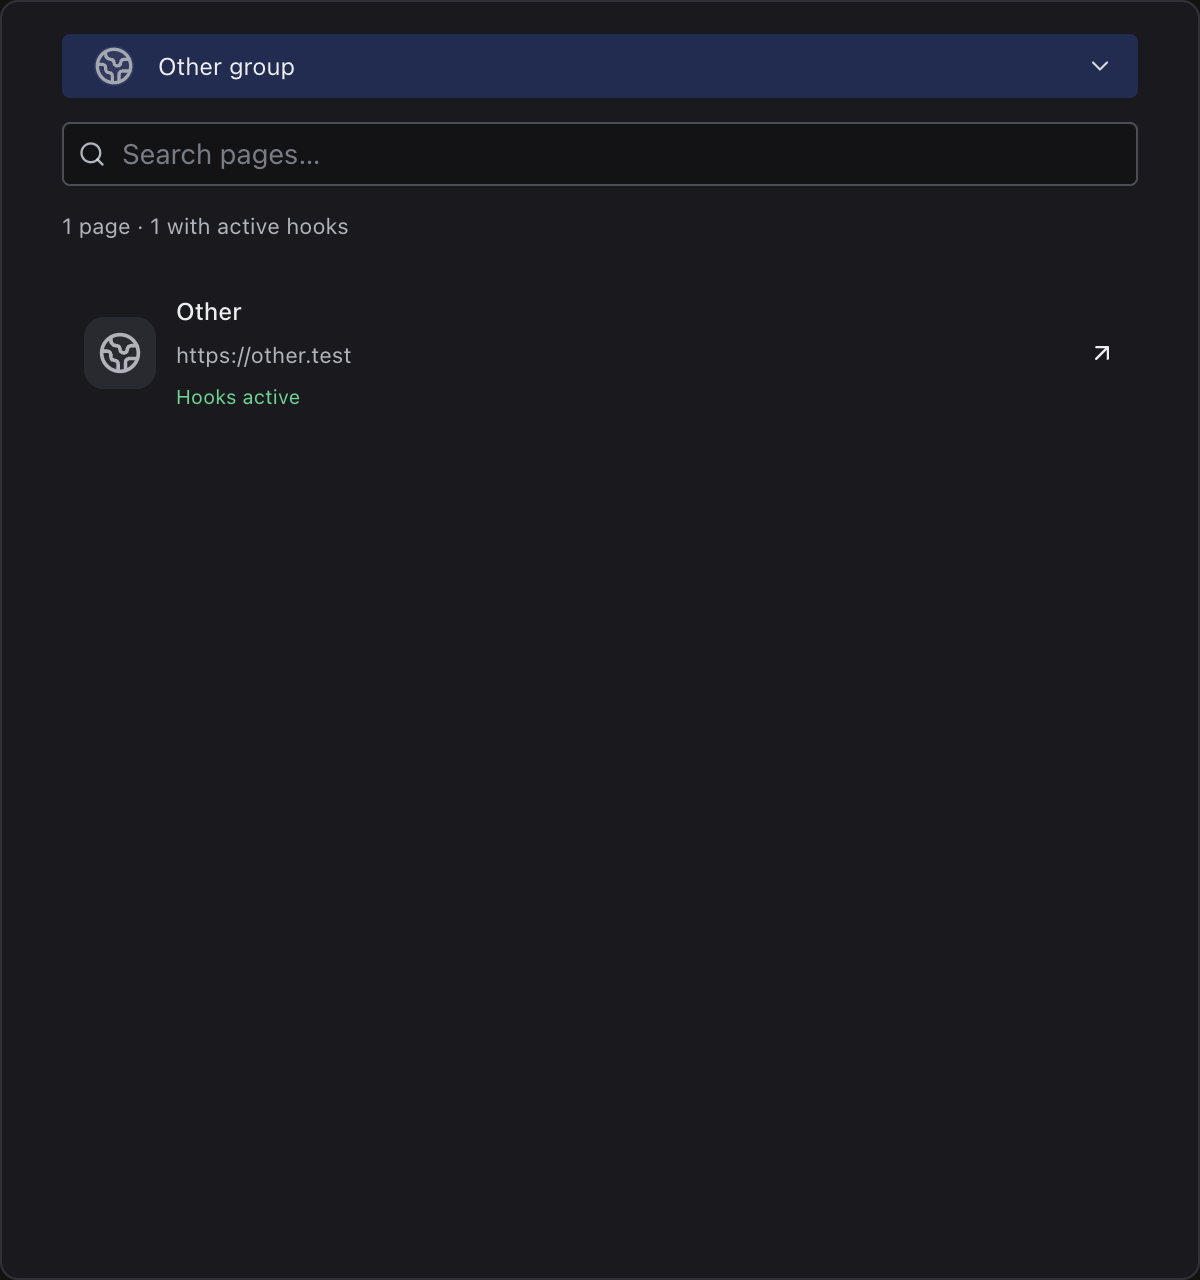 Other group
Search pages...
1 page · 1 with active hooks
Other
https://other.test
Hooks active